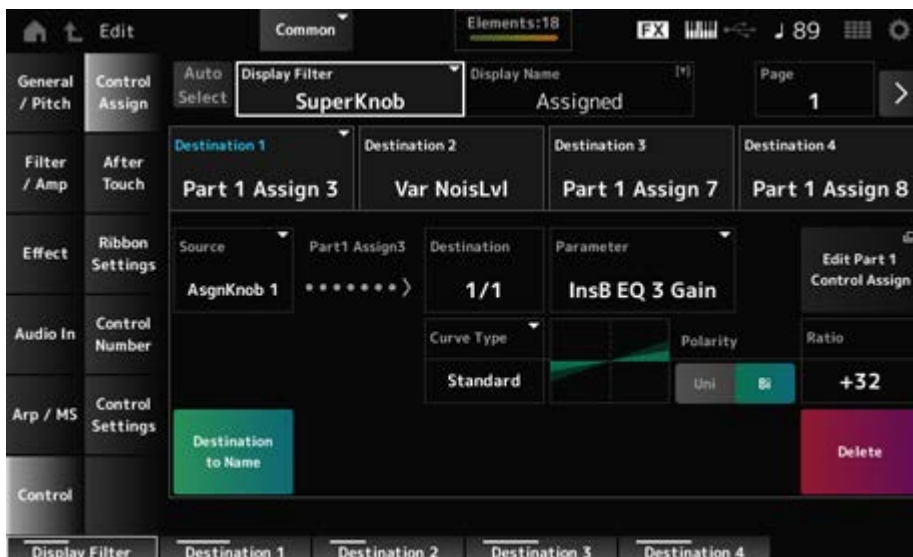 Edit
Common
Elements:18
FX
♩ 89
General / Pitch
Control Assign
Auto Select
Display Filter
SuperKnob
Display Name
[*]
Assigned
Page
1
Filter / Amp
After Touch
Destination 1
Part 1 Assign 3
Destination 2
Var NoisLvl
Destination 3
Part 1 Assign 7
Destination 4
Part 1 Assign 8
Effect
Ribbon Settings
Source
AsgnKnob 1
Part1 Assign3
Destination
1/1
Parameter
InsB EQ 3 Gain
Edit Part 1
Control Assign
Audio In
Control Number
Curve Type
Standard
Polarity
Uni
Bi
Ratio
+32
Arp / MS
Control Settings
Destination
to Name
Delete
Control
Display Filter
Destination 1
Destination 2
Destination 3
Destination 4